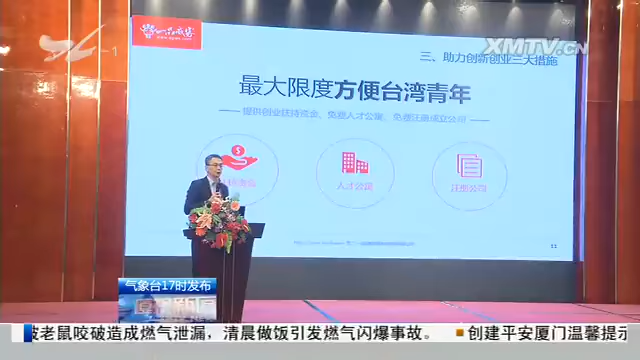 XMTV.CN
三、助力创新创业三大措施
最大限度方便台湾青年
提供创业扶持资金、免费人才公寓、免费注册成立公司
人才公寓
注册公司
气象台17时发布
被老鼠咬破造成燃气泄漏，清晨做饭引发燃气闪爆事故。
■创建平安厦门温馨提示